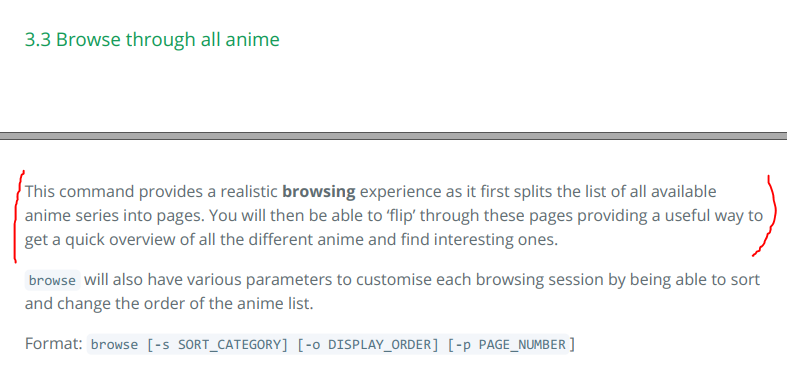 3.3 Browse through all anime
This command provides a realistic browsing experience as it first splits the list of all available
anime series into pages. You will then be able to ‘flip’ through these pages providing a useful way to
get a quick overview of all the different anime and find interesting ones.
browse will also have various parameters to customise each browsing session by being able to sort
and change the order of the anime list.
Format: browse [-s SORT_CATEGORY] [-o DISPLAY_ORDER] [-p PAGE_NUMBER]